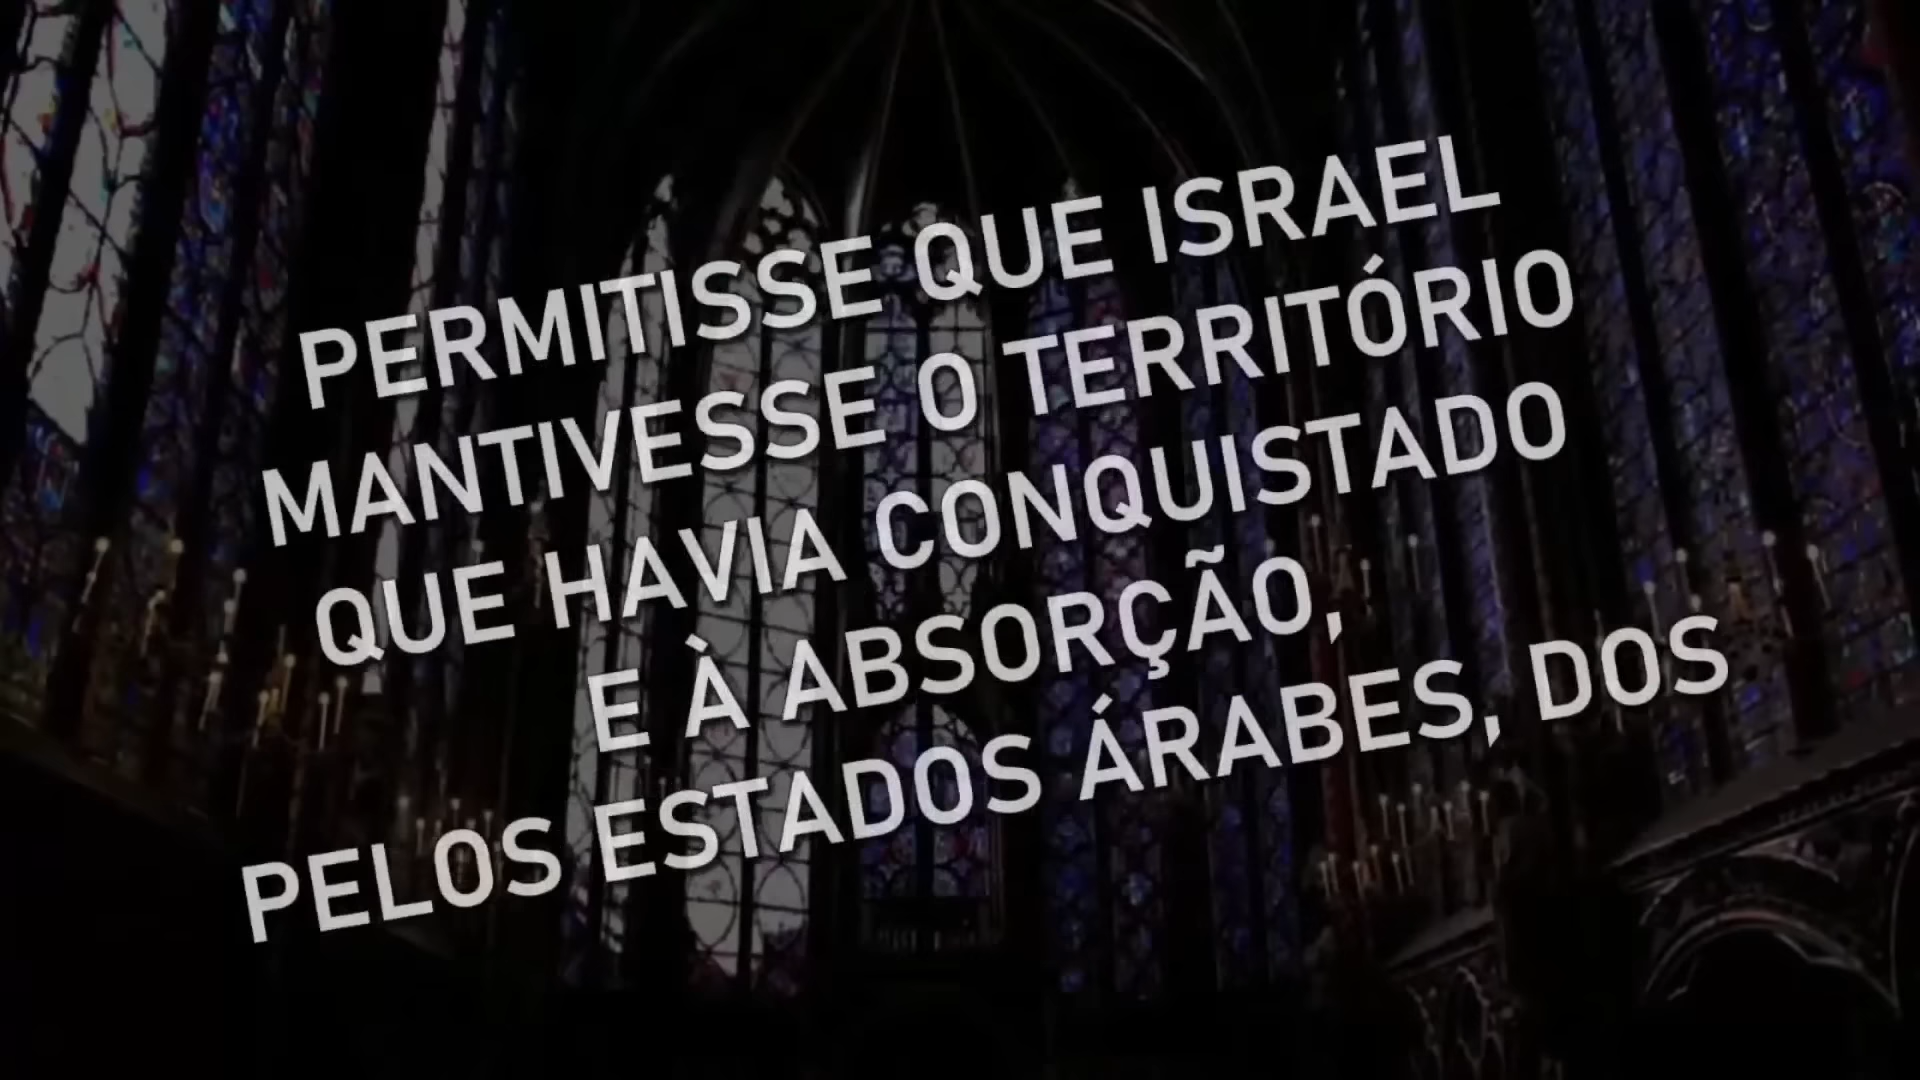 PERMITISSE QUE ISRAEL
MANTIVESSE O TERRITÓRIO
QUE HAVIA CONQUISTADO
E À ABSORÇÃO,
PELOS ESTADOS ÁRABES, DOS